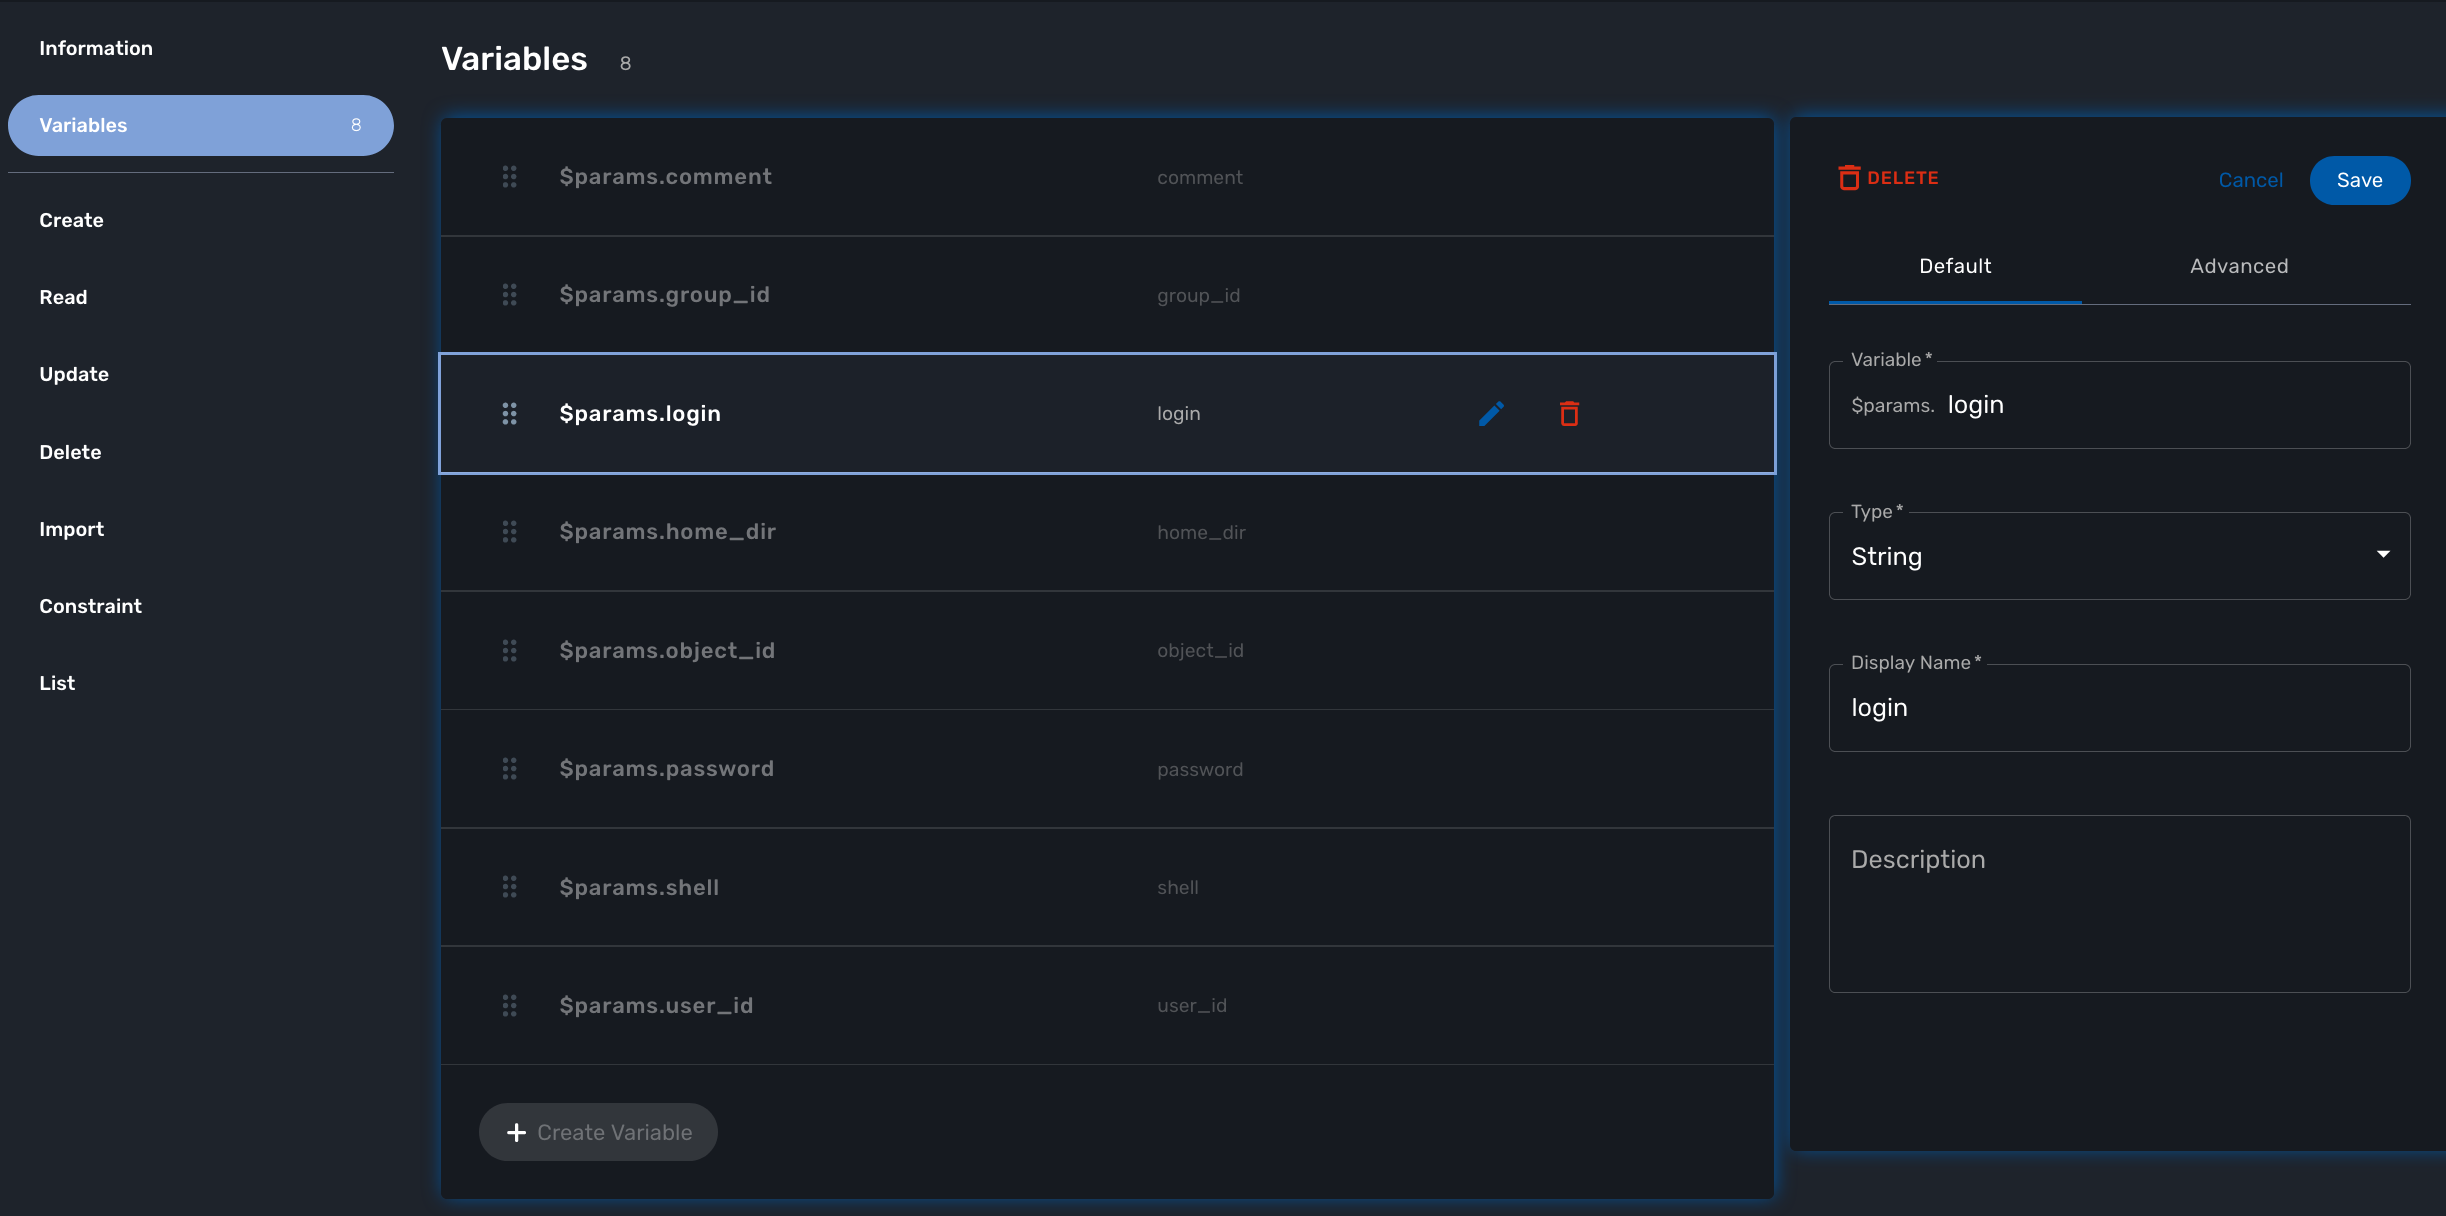 Information
Variables 8
Create
Read
Update
Delete
Import
Constraint
List
Variables 8
$params.comment comment
$params.group_id group_id
$params.login login
$params.home_dir home_dir
$params.object_id object_id
$params.password password
$params.shell shell
$params.user_id user_id
+ Create Variable
DELETE Cancel Save
Default Advanced
Variable *
$params. login
Type *
String
Display Name *
login
Description